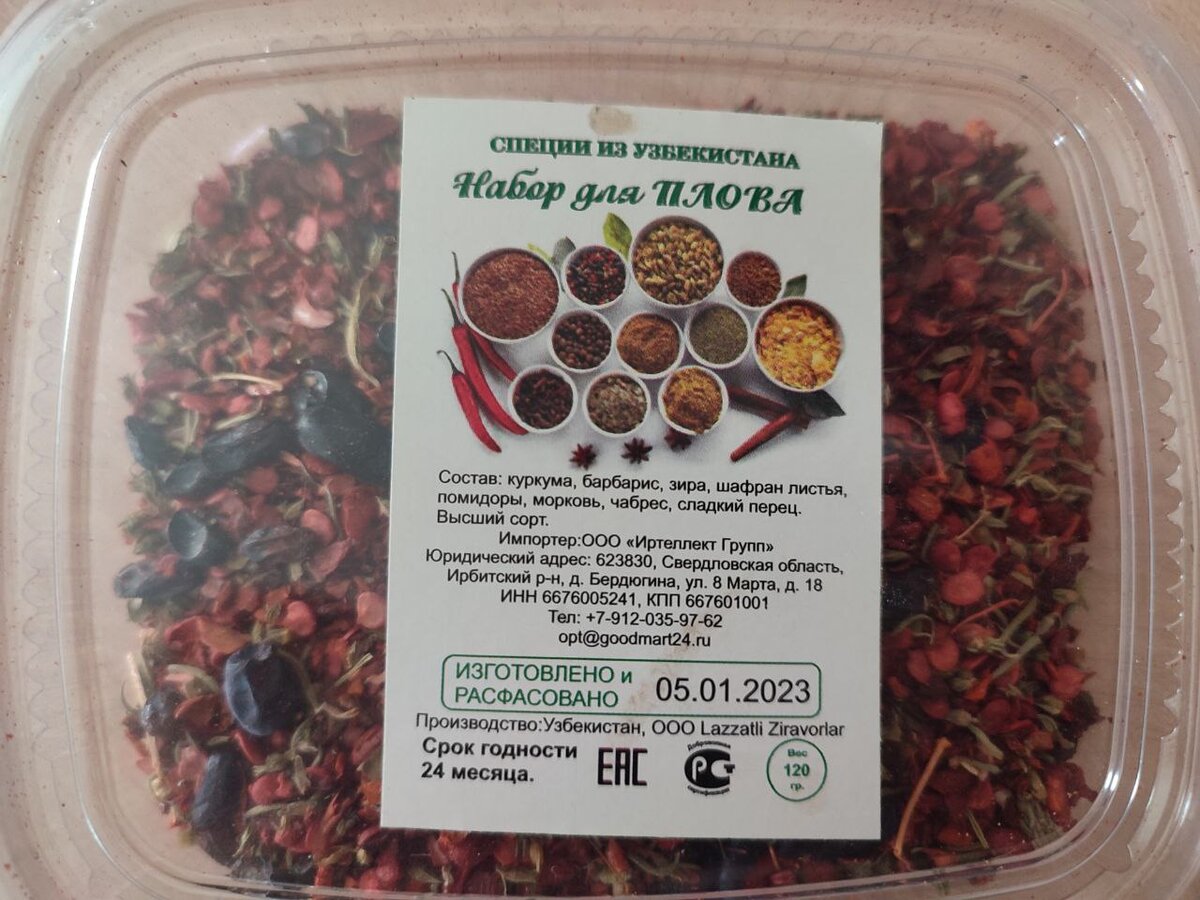 СПЕЦИИ ИЗ УЗБЕКИСТАНА
Набор для ПЛОВА
Состав: куркума, барбарис, зира, шафран листья,
помидоры, морковь, чабрес, сладкий перец.
Высший сорт.
Импортер:ООО «Иртеллект Групп»
Юридический адрес: 623830, Свердловская область,
Ирбитский р-н, д. Бердюгина, ул. 8 Марта, д. 18
ИНН 6676005241, КПП 667601001
Тел: +7-912-035-97-62
opt@goodmart24.ru
ИЗГОТОВЛЕНО и
РАСФАСОВАНО 05.01.2023
Производство:Узбекистан, ООО Lazzatli Ziravorlar
Срок годности
24 месяца.
ЕАС
Добровольная
РСТ
сертификация
Вес
120
гр.